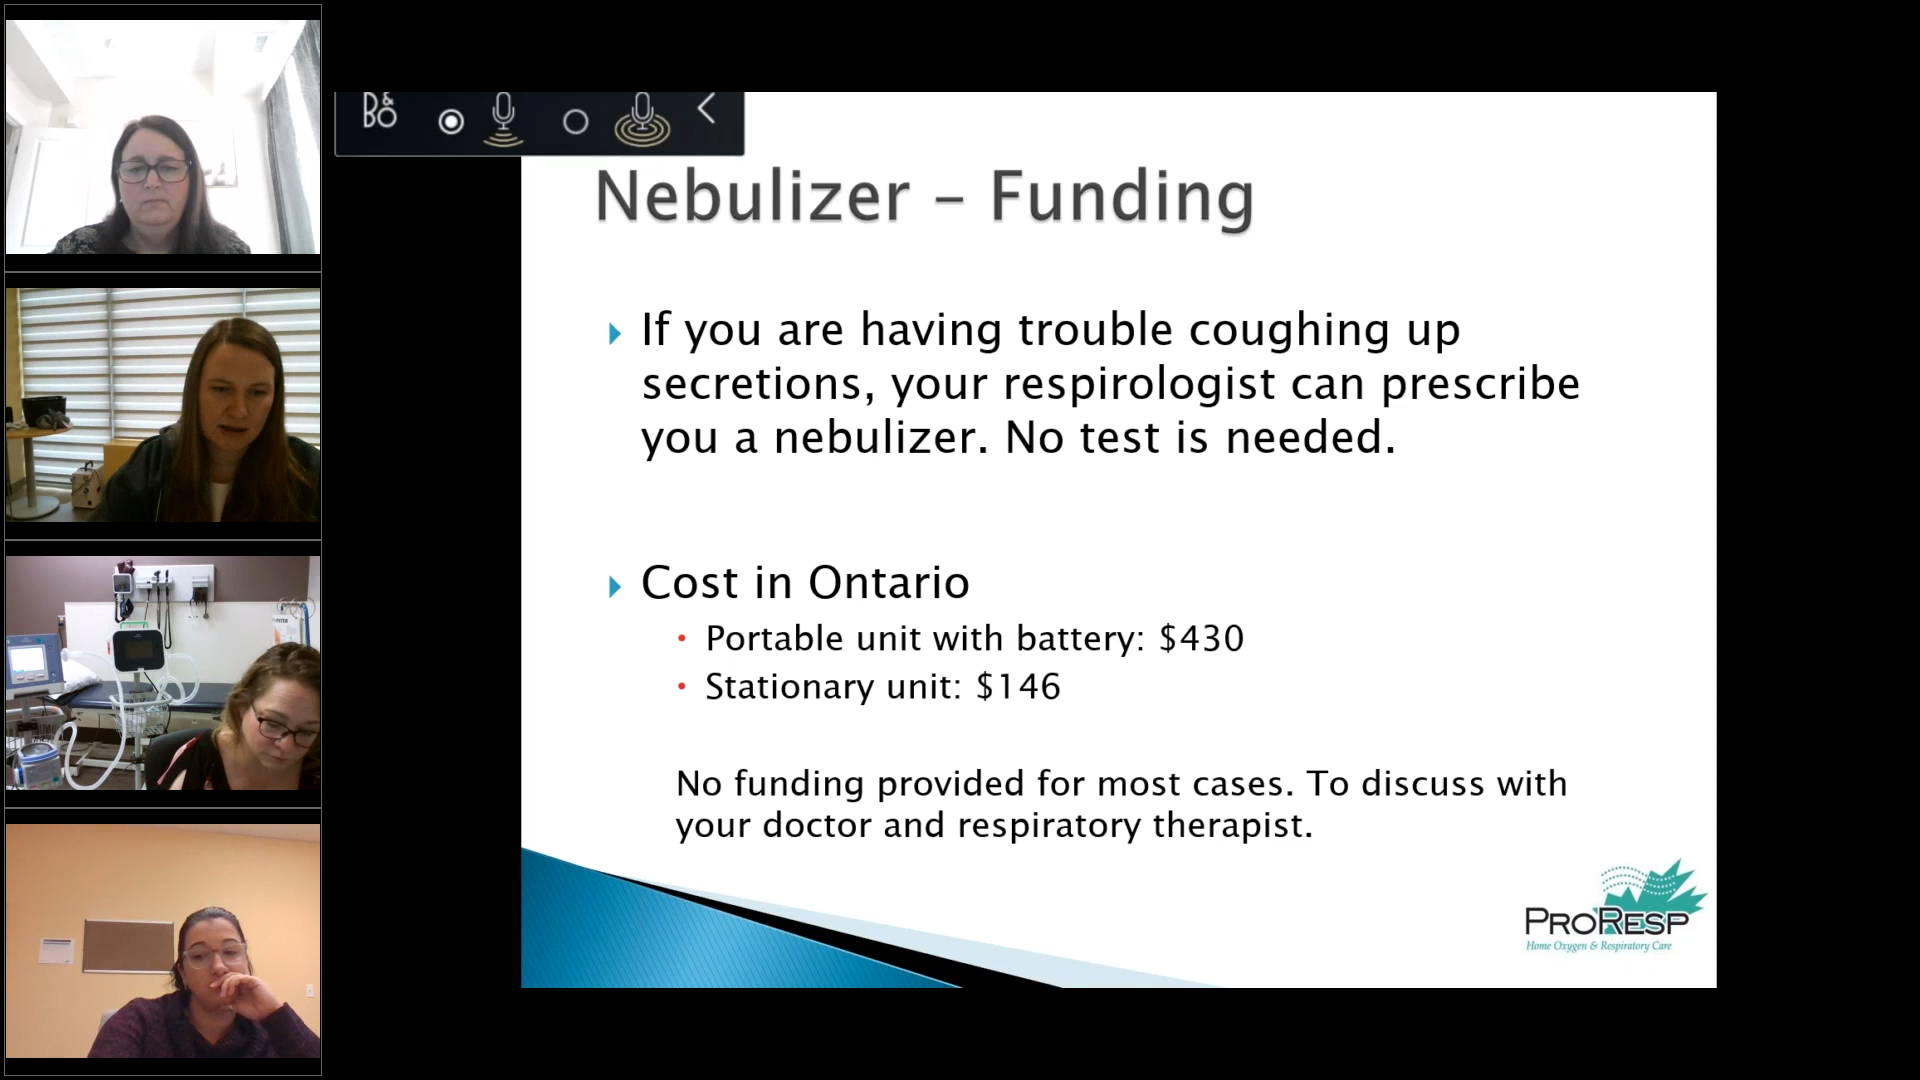 Nebulizer – Funding
If you are having trouble coughing up
secretions, your respirologist can prescribe
you a nebulizer. No test is needed.
Cost in Ontario
Portable unit with battery: $430
Stationary unit: $146
No funding provided for most cases. To discuss with
your doctor and respiratory therapist.
PRORESP
Home Oxygen & Respiratory Care